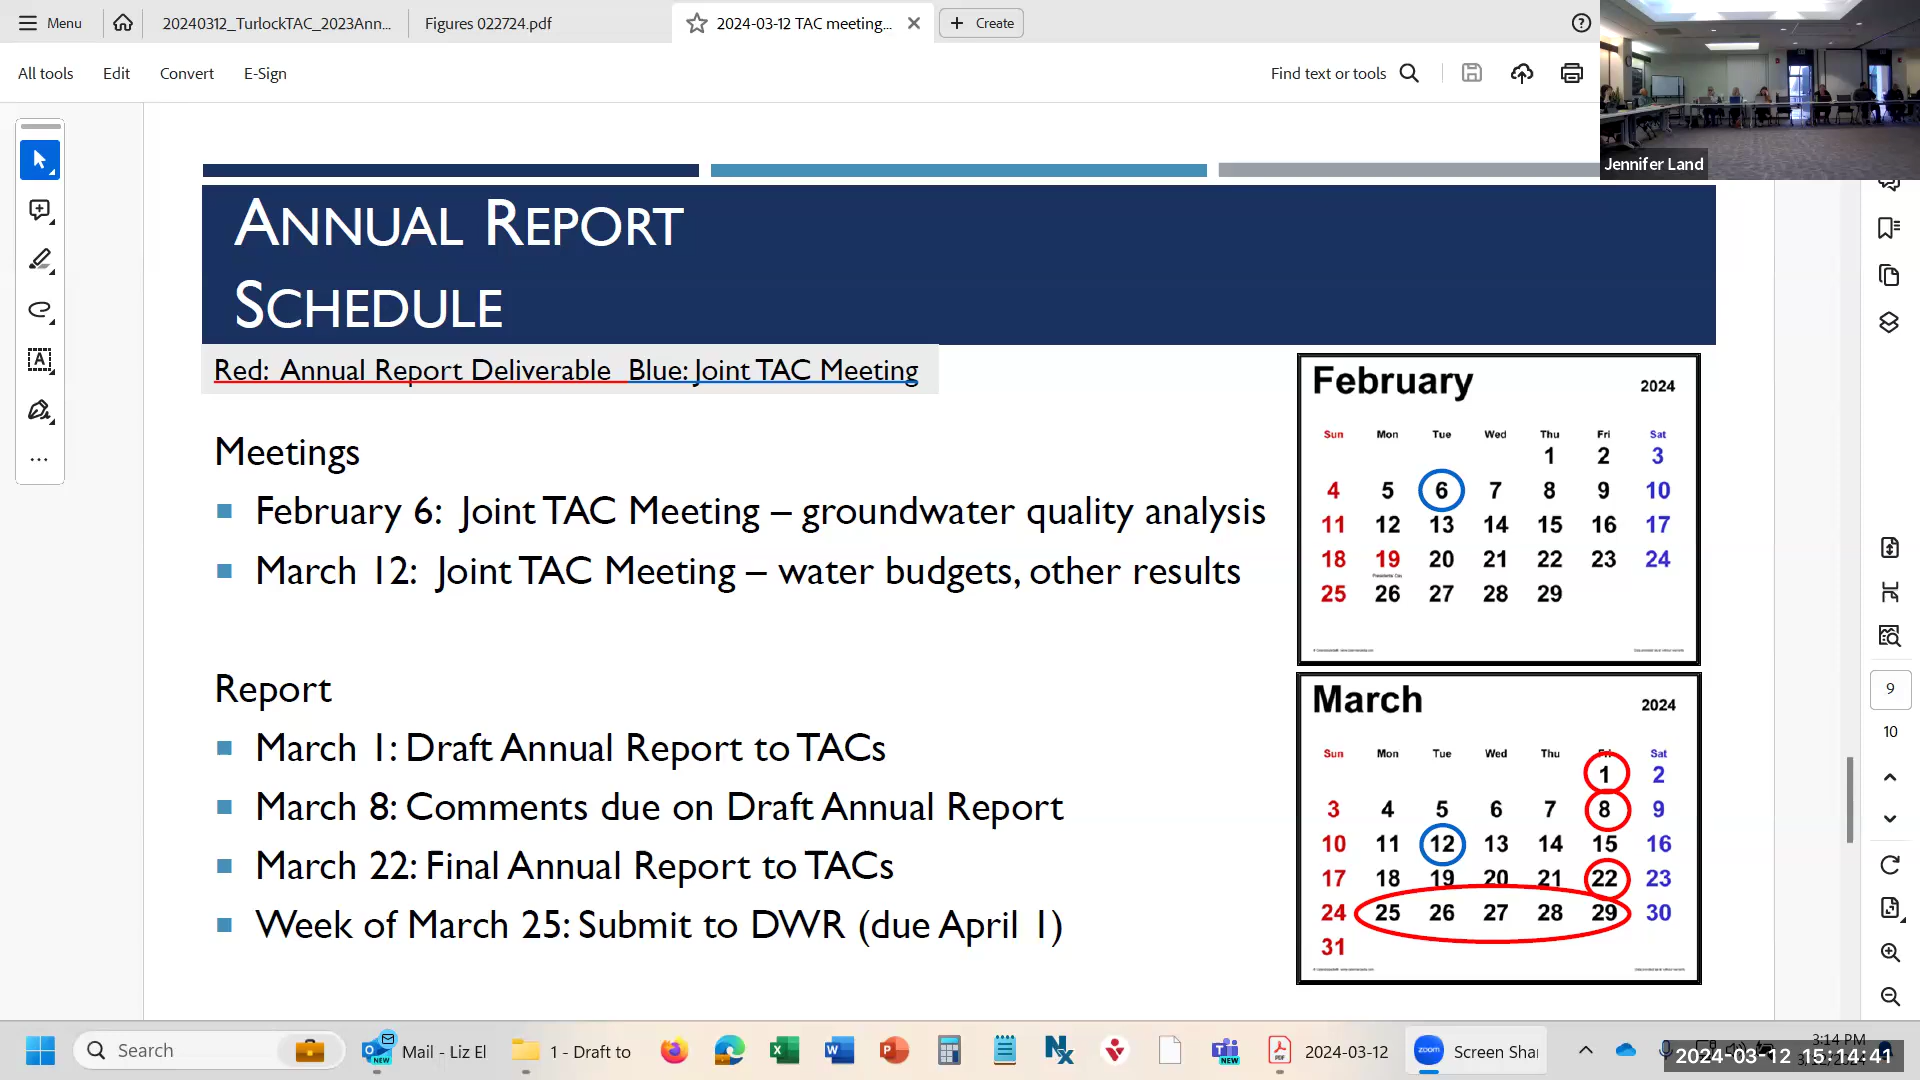 Menu
20240312_TurlockTAC_2023Ann...
Figures 022724.pdf
2024-03-12 TAC meeting...
Create
All tools
Edit
Convert
E-Sign
Find text or tools
Jennifer Land
ANNUAL REPORT
SCHEDULE
Red: Annual Report Deliverable Blue: Joint TAC Meeting
Meetings
February 6: Joint TAC Meeting – groundwater quality analysis
March 12: Joint TAC Meeting – water budgets, other results
Report
March 1: Draft Annual Report to TACs
March 8: Comments due on Draft Annual Report
March 22: Final Annual Report to TACs
Week of March 25: Submit to DWR (due April 1)
February 2024
Sun Mon Tue Wed Thu Fri Sat
1 2 3
4 5 6 7 8 9 10
11 12 13 14 15 16 17
18 19 20 21 22 23 24
Presidents' Day
25 26 27 28 29
March 2024
Sun Mon Tue Wed Thu Fri Sat
1 2
3 4 5 6 7 8 9
10 11 12 13 14 15 16
17 18 19 20 21 22 23
24 25 26 27 28 29 30
31
9
10
Search
Mail - Liz El
1 - Draft to
2024-03-12
zoom
Screen Shar
3:14 PM
2024-03-12 15:14:41